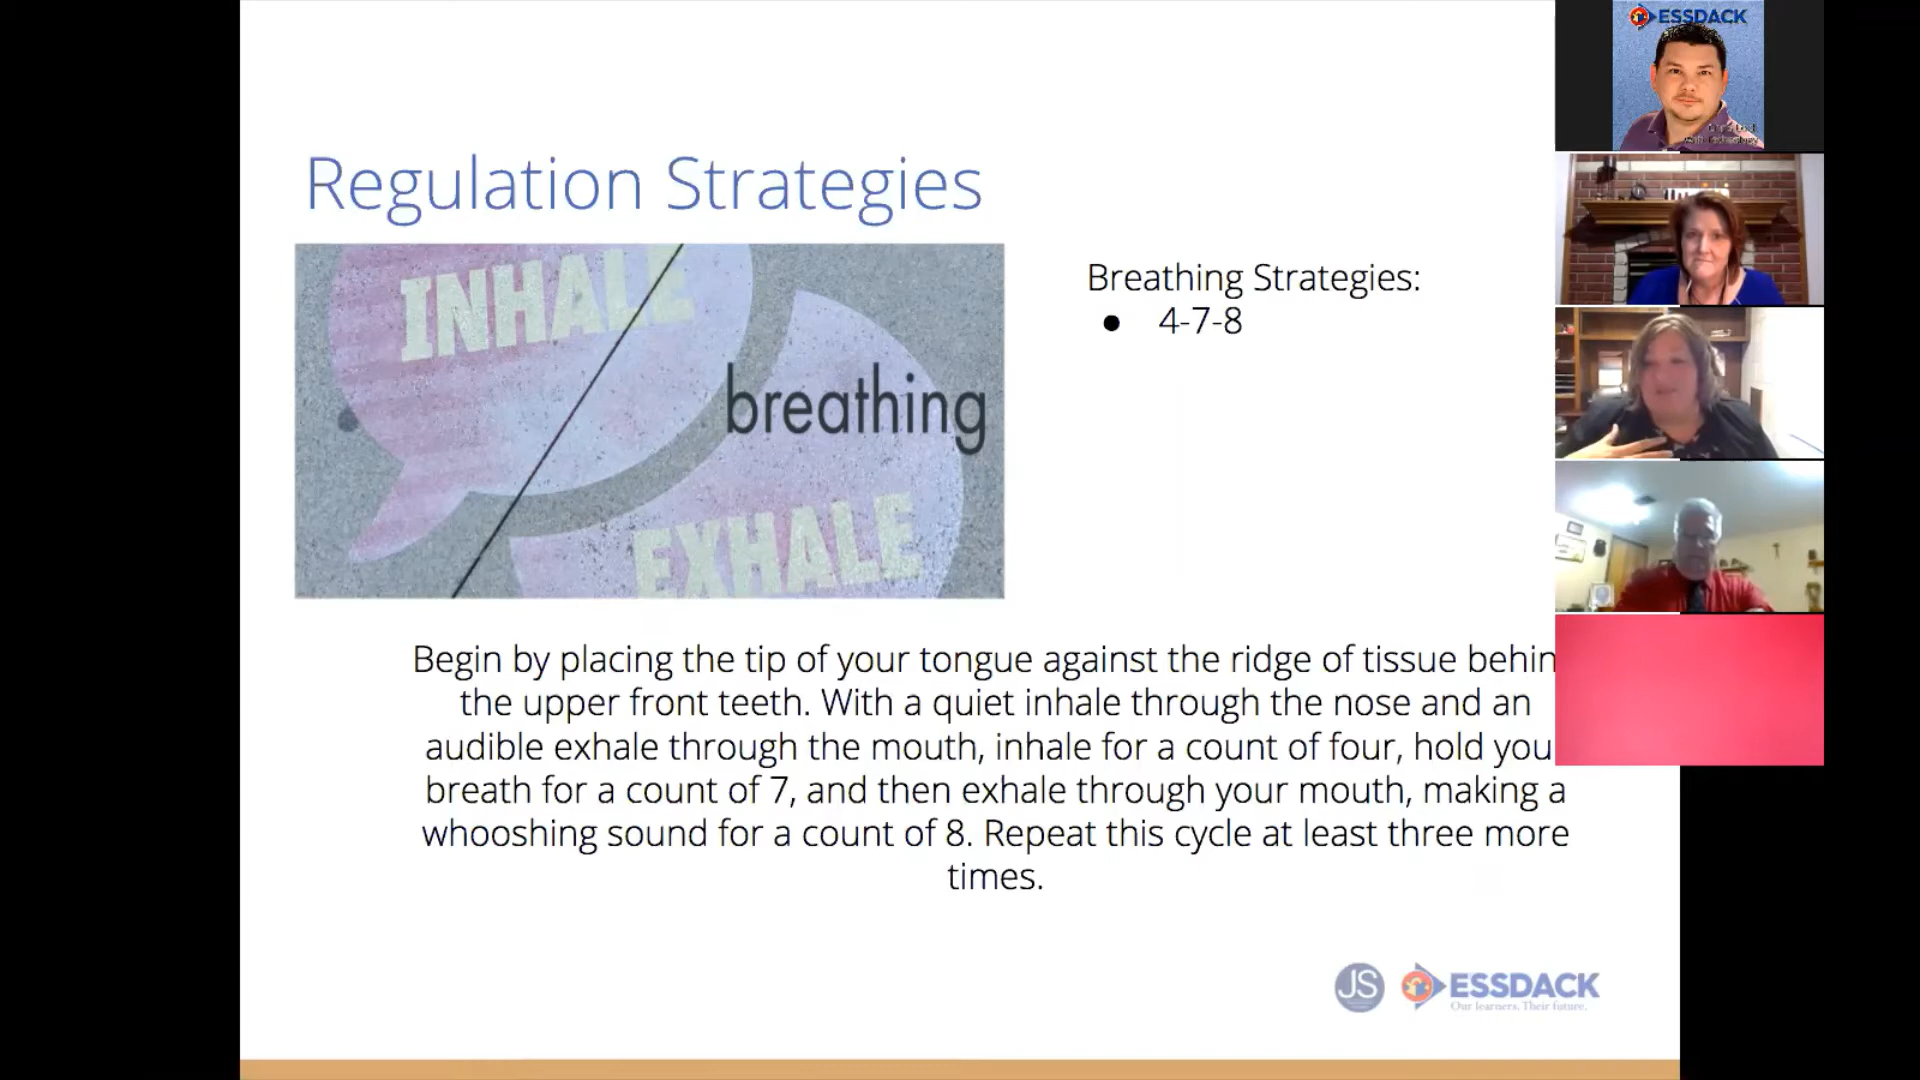 ESSDACK
Regulation Strategies
INHALE
breathing
EXHALE
Breathing Strategies:
● 4-7-8
Begin by placing the tip of your tongue against the ridge of tissue behin
the upper front teeth. With a quiet inhale through the nose and an
audible exhale through the mouth, inhale for a count of four, hold you
breath for a count of 7, and then exhale through your mouth, making a
whooshing sound for a count of 8. Repeat this cycle at least three more
times.
JS
ESSDACK
Our learners. Their future.